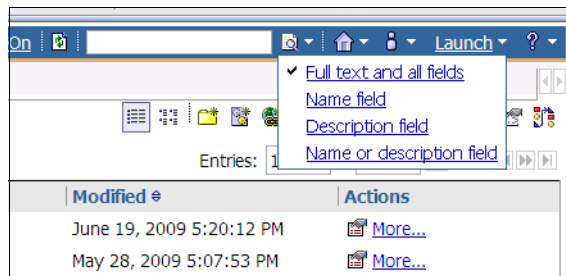 On Launch ?
Full text and all fields
Name field
Description field
Name or description field
Entries: 1
Modified Actions
June 19, 2009 5:20:12 PM More...
May 28, 2009 5:07:53 PM More...